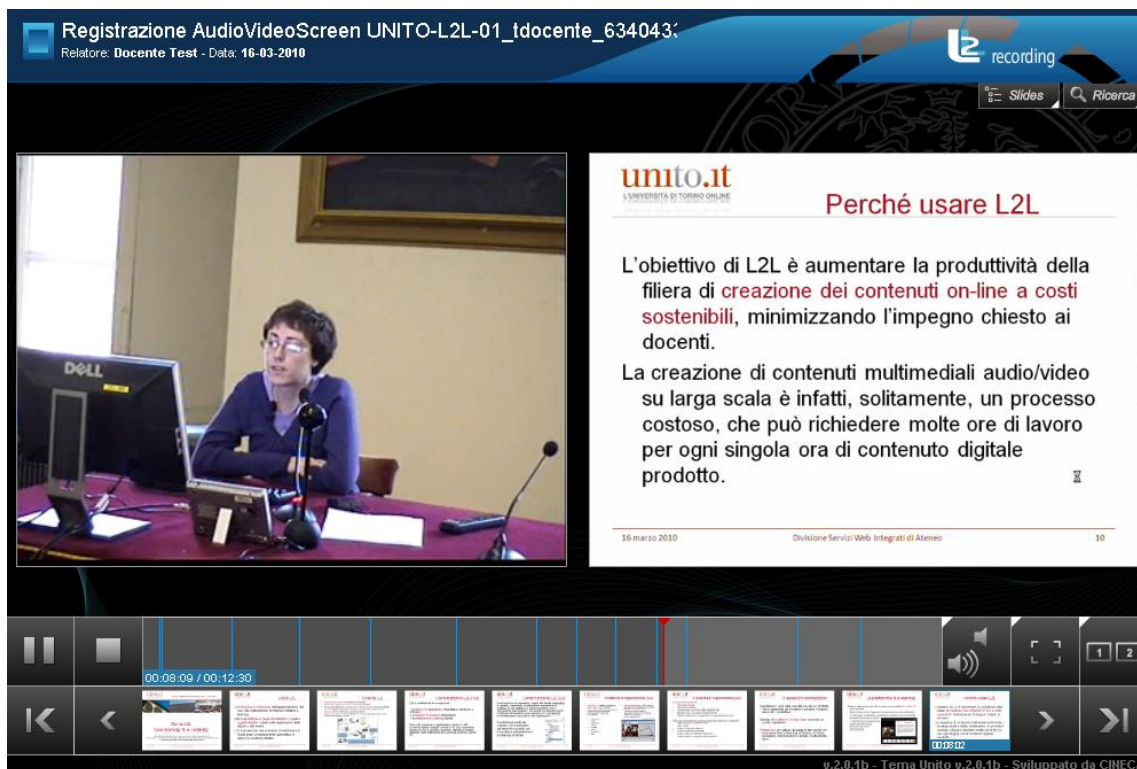 Registrazione AudioVideoScreen UNITO-L2L-01_tdocente_634043
Relatore: Docente Test - Data: 16-03-2010
L2 recording
Slides
Ricerca
DELL
unito.it
L'UNIVERSITÀ DI TORINO ONLINE
Perché usare L2L
L'obiettivo di L2L è aumentare la produttività della
filiera di creazione dei contenuti on-line a costi
sostenibili, minimizzando l'impegno chiesto ai
docenti.
La creazione di contenuti multimediali audio/video
su larga scala è infatti, solitamente, un processo
costoso, che può richiedere molte ore di lavoro
per ogni singola ora di contenuto digitale
prodotto.
16 marzo 2010 Divisione Servizi Web Integrati di Ateneo 10
00:08:09 / 00:12:30
1 2
00:08:02
v.2.0.1b - Tema Unito v.2.0.1b - Sviluppato da CINEC